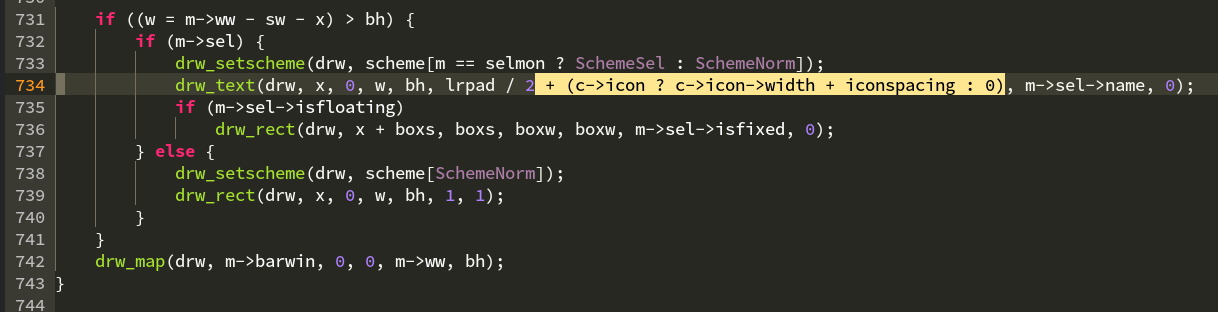 731 if ((w = m->ww - sw - x) > bh) {
732 if (m->sel) {
733 drw_setscheme(drw, scheme[m == selmon ? SchemeSel : SchemeNorm]);
734 drw_text(drw, x, 0, w, bh, lrpad / 2 + (c->icon ? c->icon->width + iconspacing : 0), m->sel->name, 0);
735 if (m->sel->isfloating)
736 drw_rect(drw, x + boxs, boxs, boxw, boxw, m->sel->isfixed, 0);
737 } else {
738 drw_setscheme(drw, scheme[SchemeNorm]);
739 drw_rect(drw, x, 0, w, bh, 1, 1);
740 }
741 }
742 drw_map(drw, m->barwin, 0, 0, m->ww, bh);
743 }
744